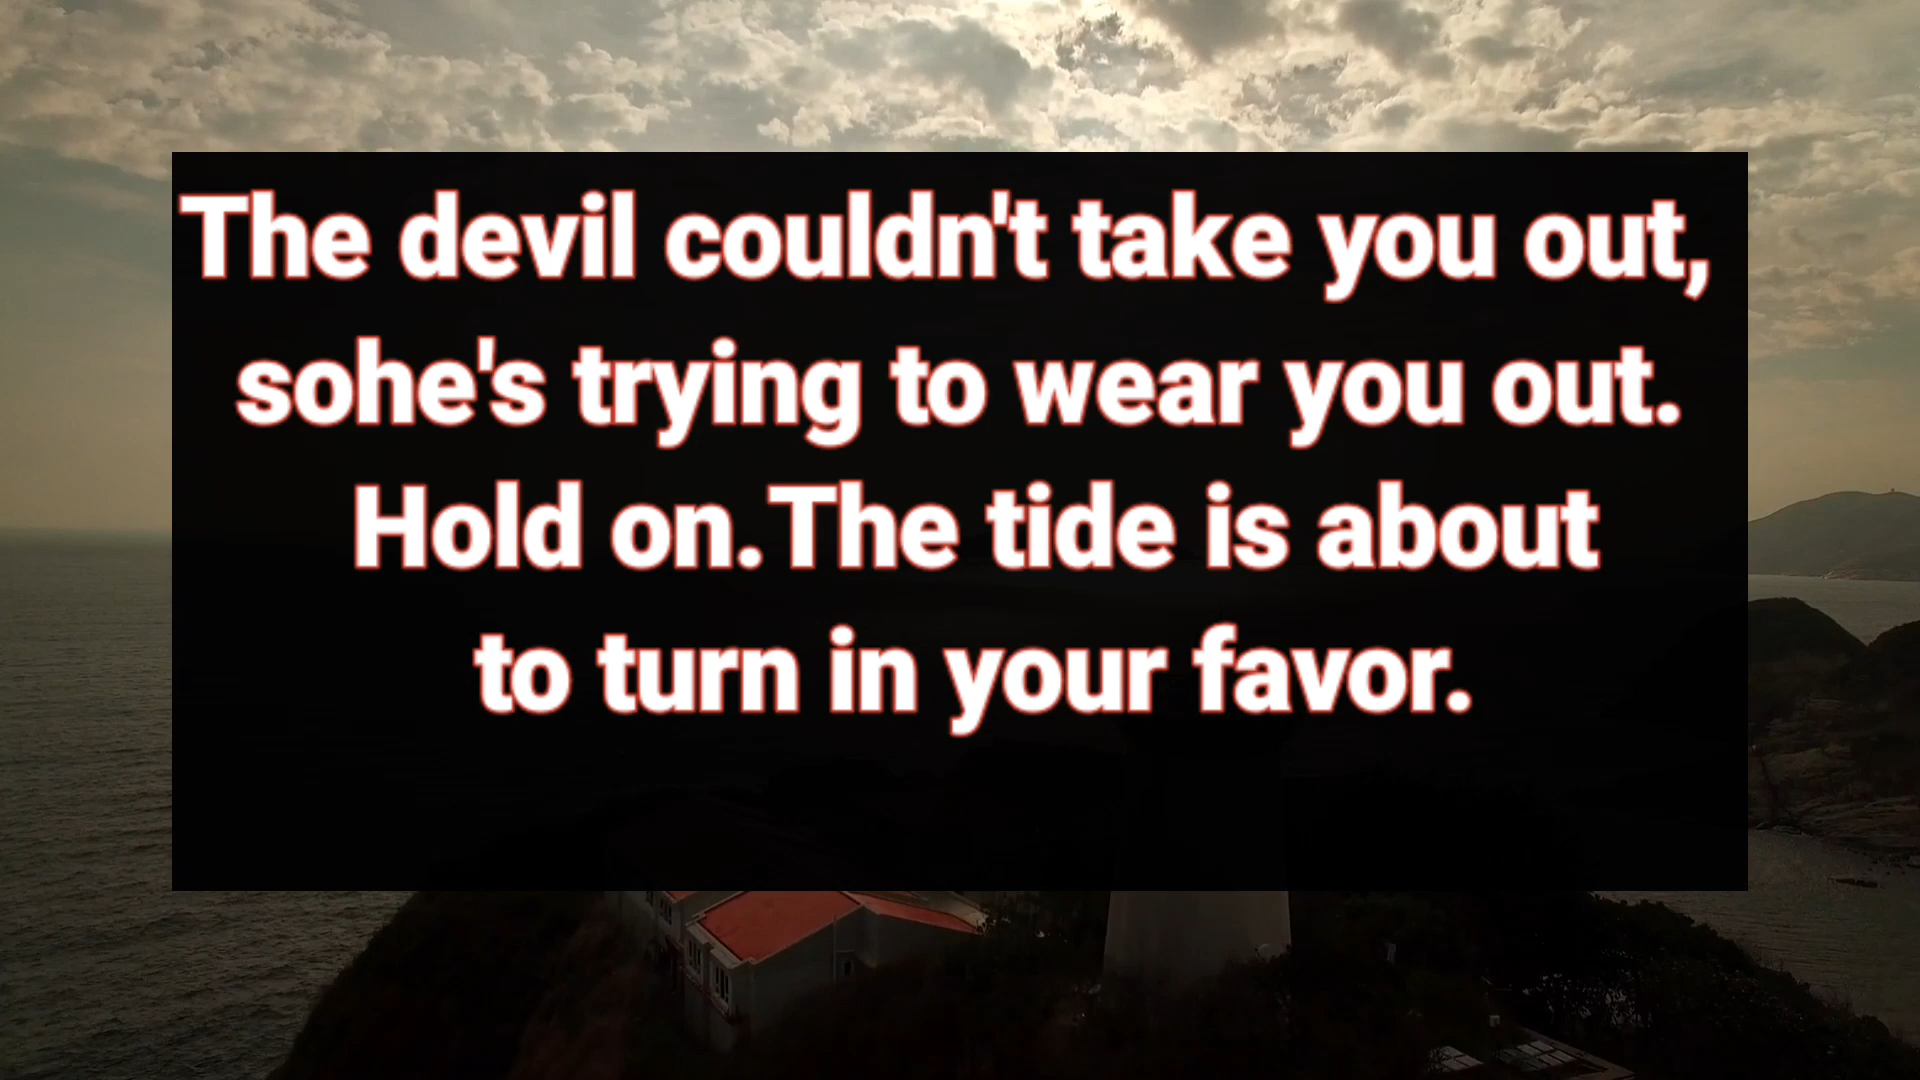 The devil couldn't take you out,
sohe's trying to wear you out.
Hold on.The tide is about
to turn in your favor.